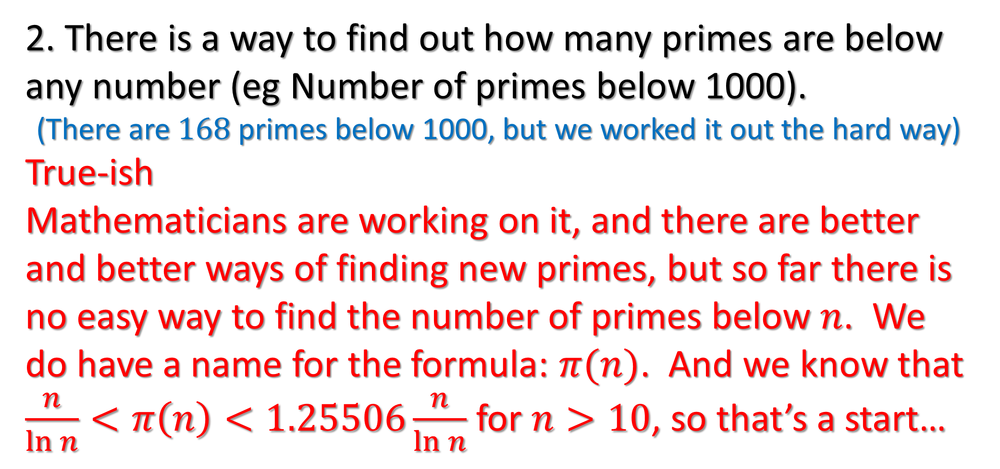 2. There is a way to find out how many primes are below
any number (eg Number of primes below 1000).
(There are 168 primes below 1000, but we worked it out the hard way)
True-ish
Mathematicians are working on it, and there are better
and better ways of finding new primes, but so far there is
no easy way to find the number of primes below n. We
do have a name for the formula: π(n). And we know that
n/ln n < π(n) < 1.25506 n/ln n for n > 10, so that’s a start...